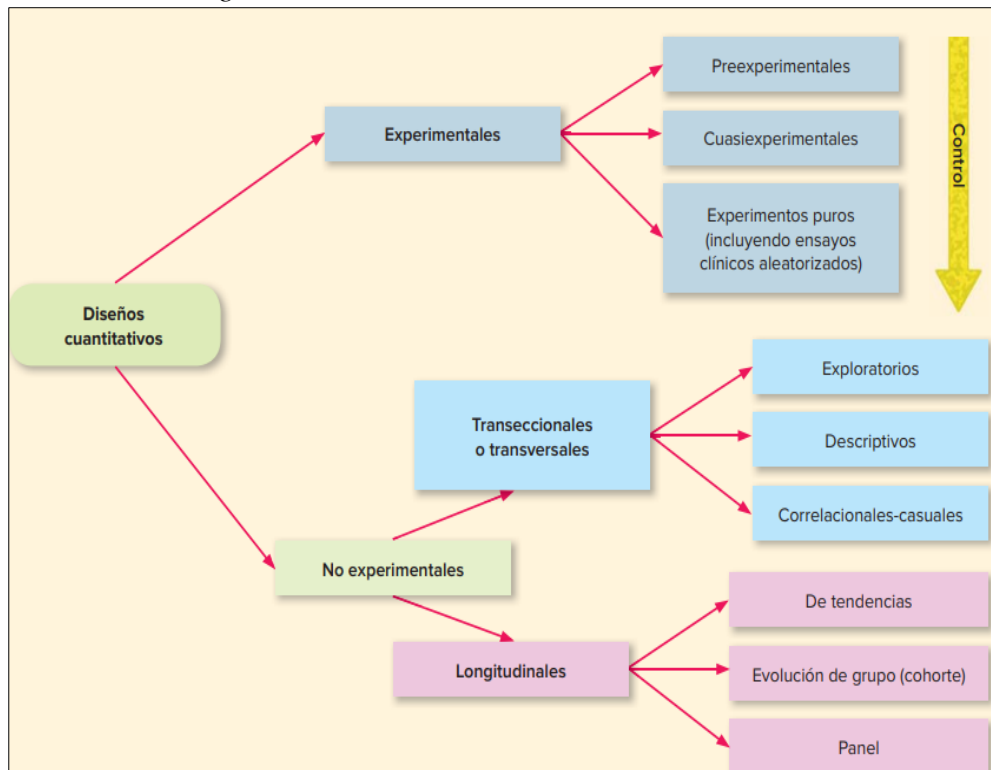 Preexperimentales
Experimentales
Cuasiexperimentales
Experimentos puros
(incluyendo ensayos
clínicos aleatorizados)
Control
Diseños
cuantitativos
Transeccionales
o transversales
Exploratorios
Descriptivos
Correlacionales-casuales
No experimentales
Longitudinales
De tendencias
Evolución de grupo (cohorte)
Panel